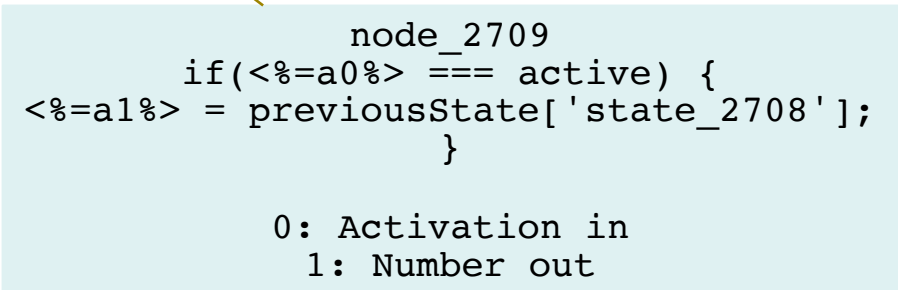 node_2709
if(<%=a0%> === active) {
<%=a1%> = previousState['state_2708'];
}
0: Activation in
1: Number out